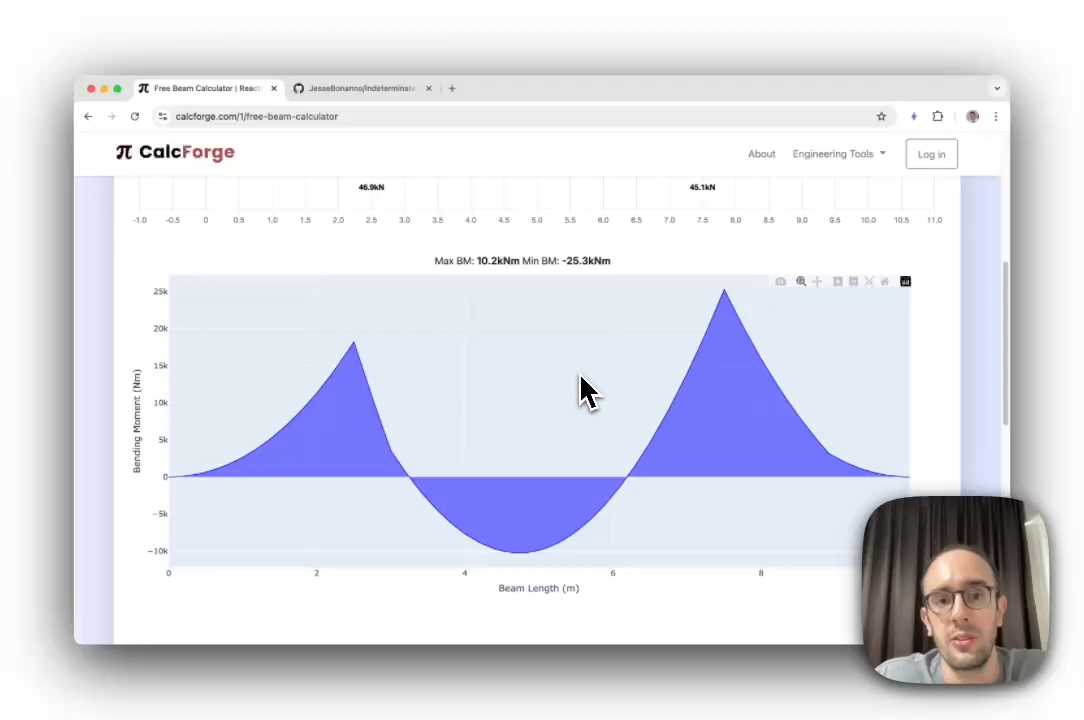 Free Beam Calculator | React
JesseBonanno/Indeterminate
calcforge.com/1/free-beam-calculator
π CalcForge
About
Engineering Tools
Log in
46.9kN 45.1kN
-1.0 -0.5 0 0.5 1.0 1.5 2.0 2.5 3.0 3.5 4.0 4.5 5.0 5.5 6.0 6.5 7.0 7.5 8.0 8.5 9.0 9.5 10.0 10.5 11.0
Max BM: 10.2kNm Min BM: -25.3kNm
25k
20k
15k
10k
5k
0
−5k
−10k
Bending Moment (Nm)
0 2 4 6 8
Beam Length (m)